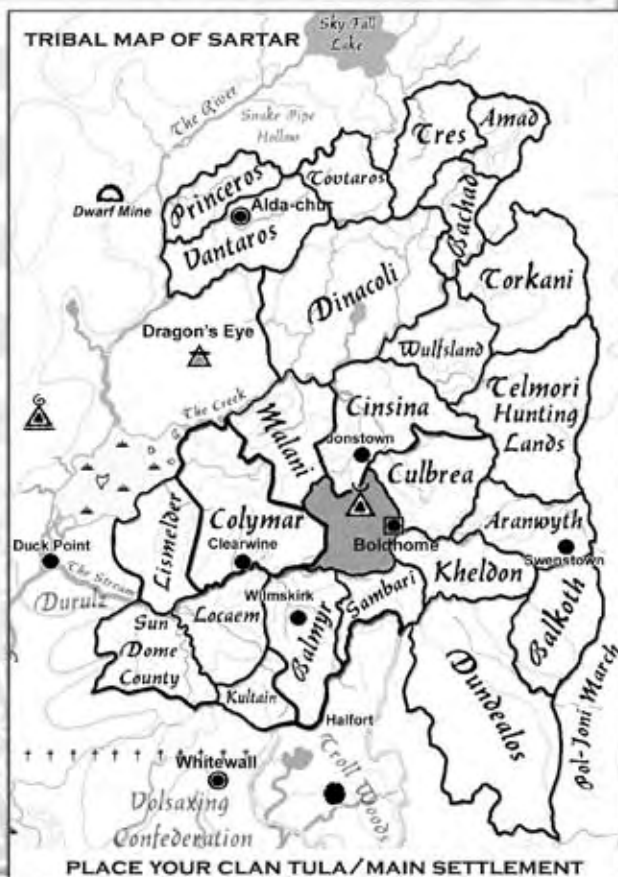 TRIBAL MAP OF SARTAR
Sky Fall
Lake
The River
Snake Pipe
Hollow
Tres
Amad
Dwarf Mine
Princeros
Tovtaros
Alda-chur
Vantaros
Bachad
Torkani
Dinacoli
Dragon's Eye
Wulfsland
Telmori
Hunting
Lands
The Creek
Malani
Cinsina
Jonstown
Culbrea
Colymar
Lismelder
Clearwine
Boldhome
Aranwyth
Swenstown
Duck Point
The Stream
Durulz
Kheldon
Sambari
Wilmskirk
Locaem
Balmyr
Sun
Dome
County
Kultain
Balkoth
Dundealos
Pol-Joni March
Halfort
Whitewall
Troll Woods
Volsaxing
Confederation
PLACE YOUR CLAN TULA/MAIN SETTLEMENT